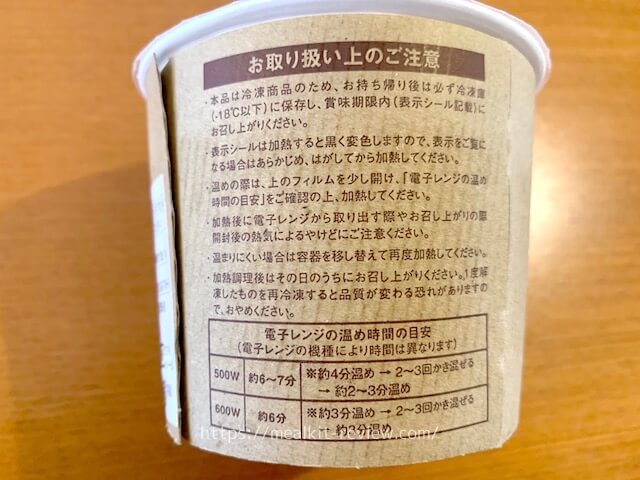 お取り扱い上のご注意
・本品は冷凍商品のため、お持ち帰り後は必ず冷凍庫
(-18℃以下)に保存し、賞味期限内(表示シール記載)に
お召し上がりください。
・表示シールは加熱すると黒く変色しますので、表示をご覧に
なる場合はあらかじめ、はがしてから加熱してください。
・温めの際は、上のフィルムを少し開け、「電子レンジの温め
時間の目安」をご確認の上、加熱してください。
・加熱後に電子レンジから取り出す際やお召し上がりの際
開封後の熱気によるやけどにご注意ください。
・温まりにくい場合は容器を移し替えて再度加熱してください。
・加熱調理後はその日のうちにお召し上がりください。1度解
凍したものを再冷凍すると品質が変わる恐れがありますの
で、おやめください。
電子レンジの温め時間の目安
(電子レンジの機種により時間は異なります)
500W 約6〜7分 ※約4分温め → 2〜3回かき混ぜる
→ 約2〜3分温め
600W 約6分 ※約3分温め → 2〜3回かき混ぜる
→ 約3分温め
https://mealkit-review.com/